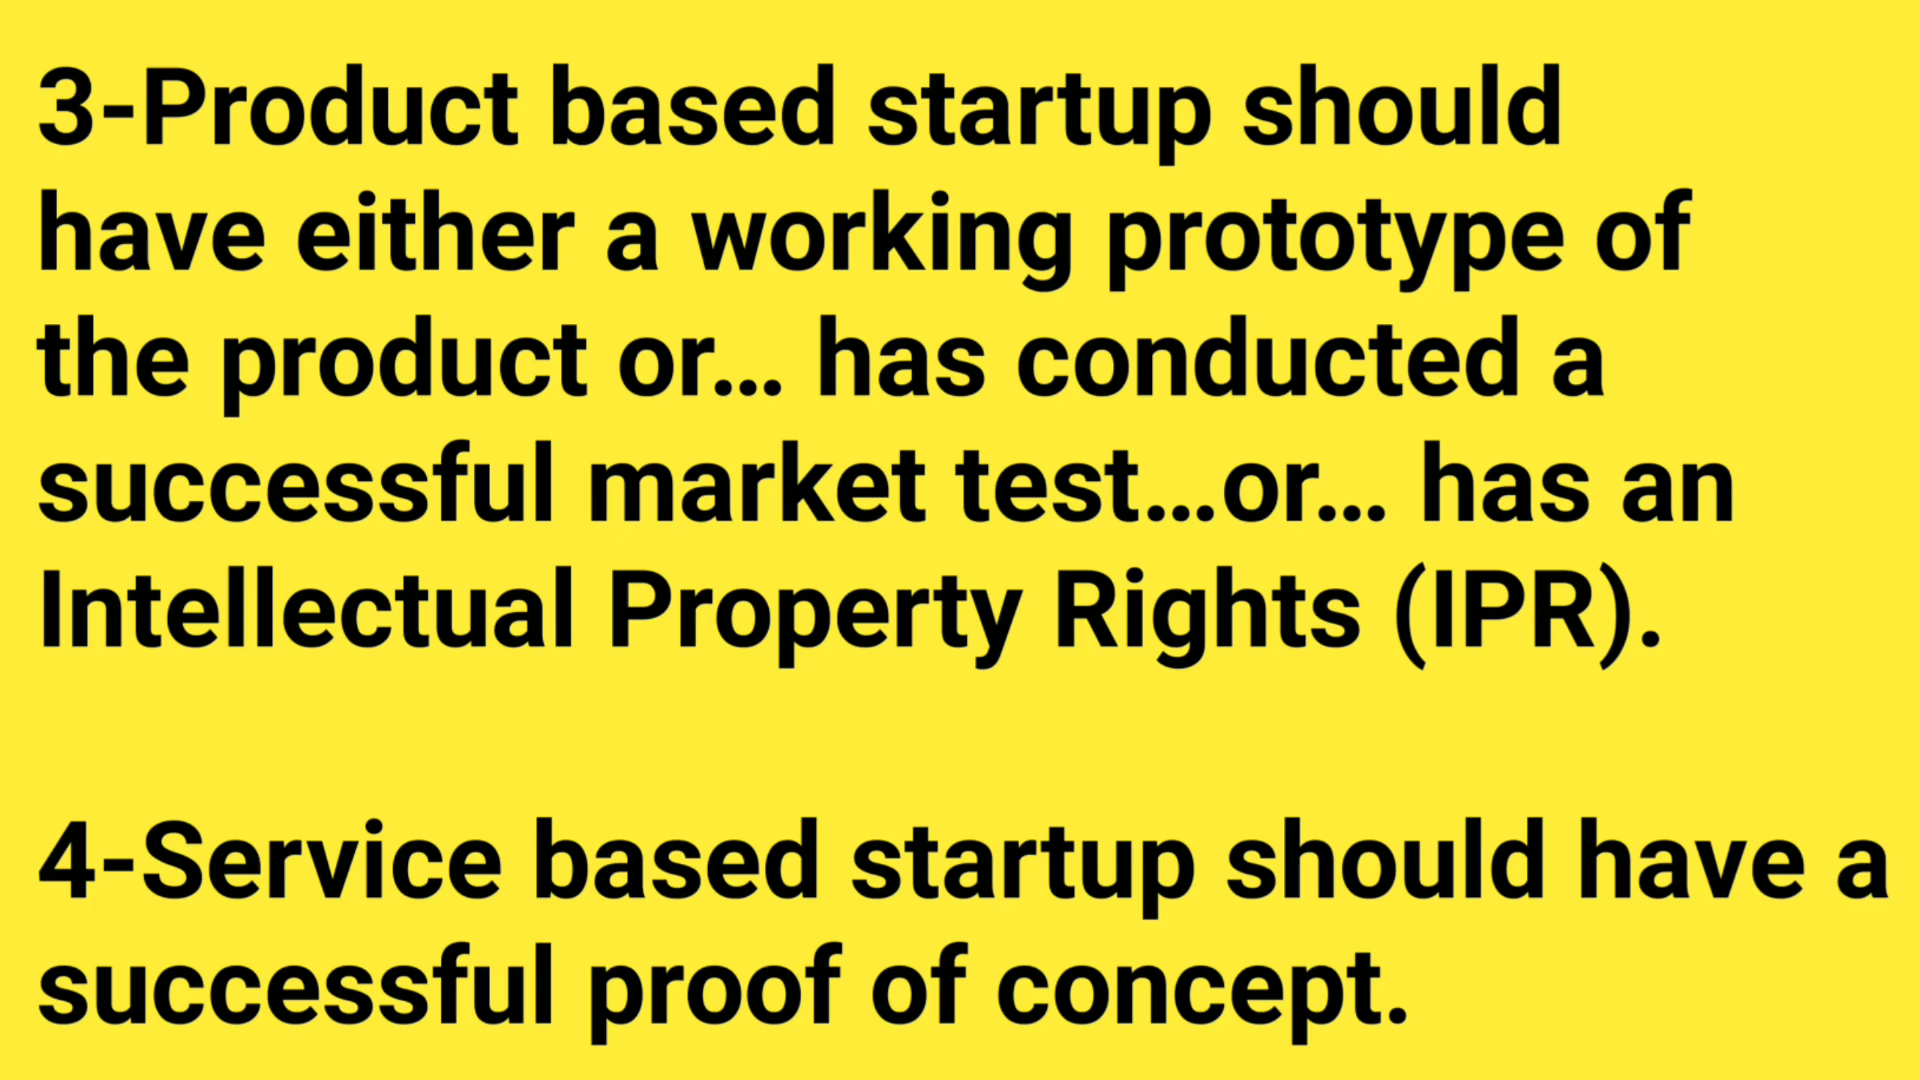 3-Product based startup should
have either a working prototype of
the product or... has conducted a
successful market test...or... has an
Intellectual Property Rights (IPR).
4-Service based startup should have a
successful proof of concept.